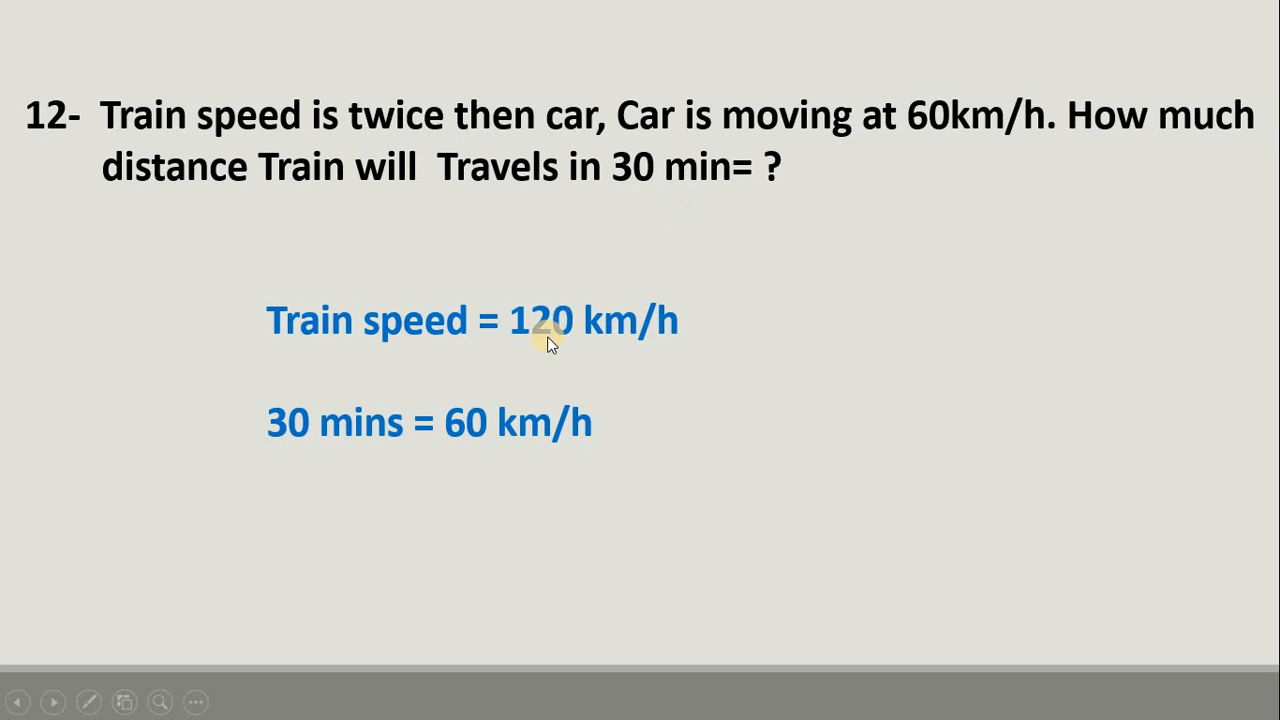 12- Train speed is twice then car, Car is moving at 60km/h. How much
distance Train will Travels in 30 min= ?
Train speed = 120 km/h
30 mins = 60 km/h